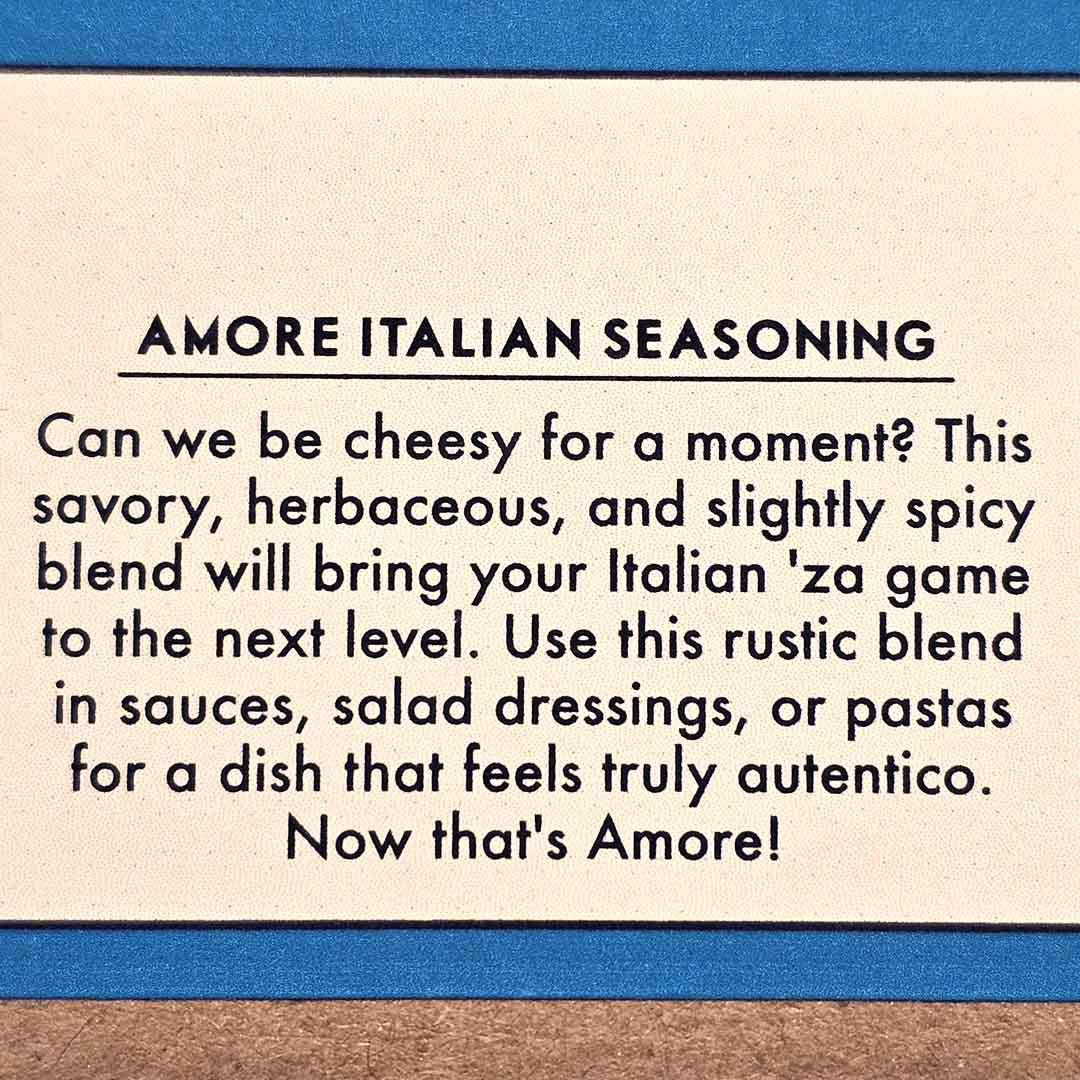 AMORE ITALIAN SEASONING
Can we be cheesy for a moment? This
savory, herbaceous, and slightly spicy
blend will bring your Italian 'za game
to the next level. Use this rustic blend
in sauces, salad dressings, or pastas
for a dish that feels truly autentico.
Now that's Amore!